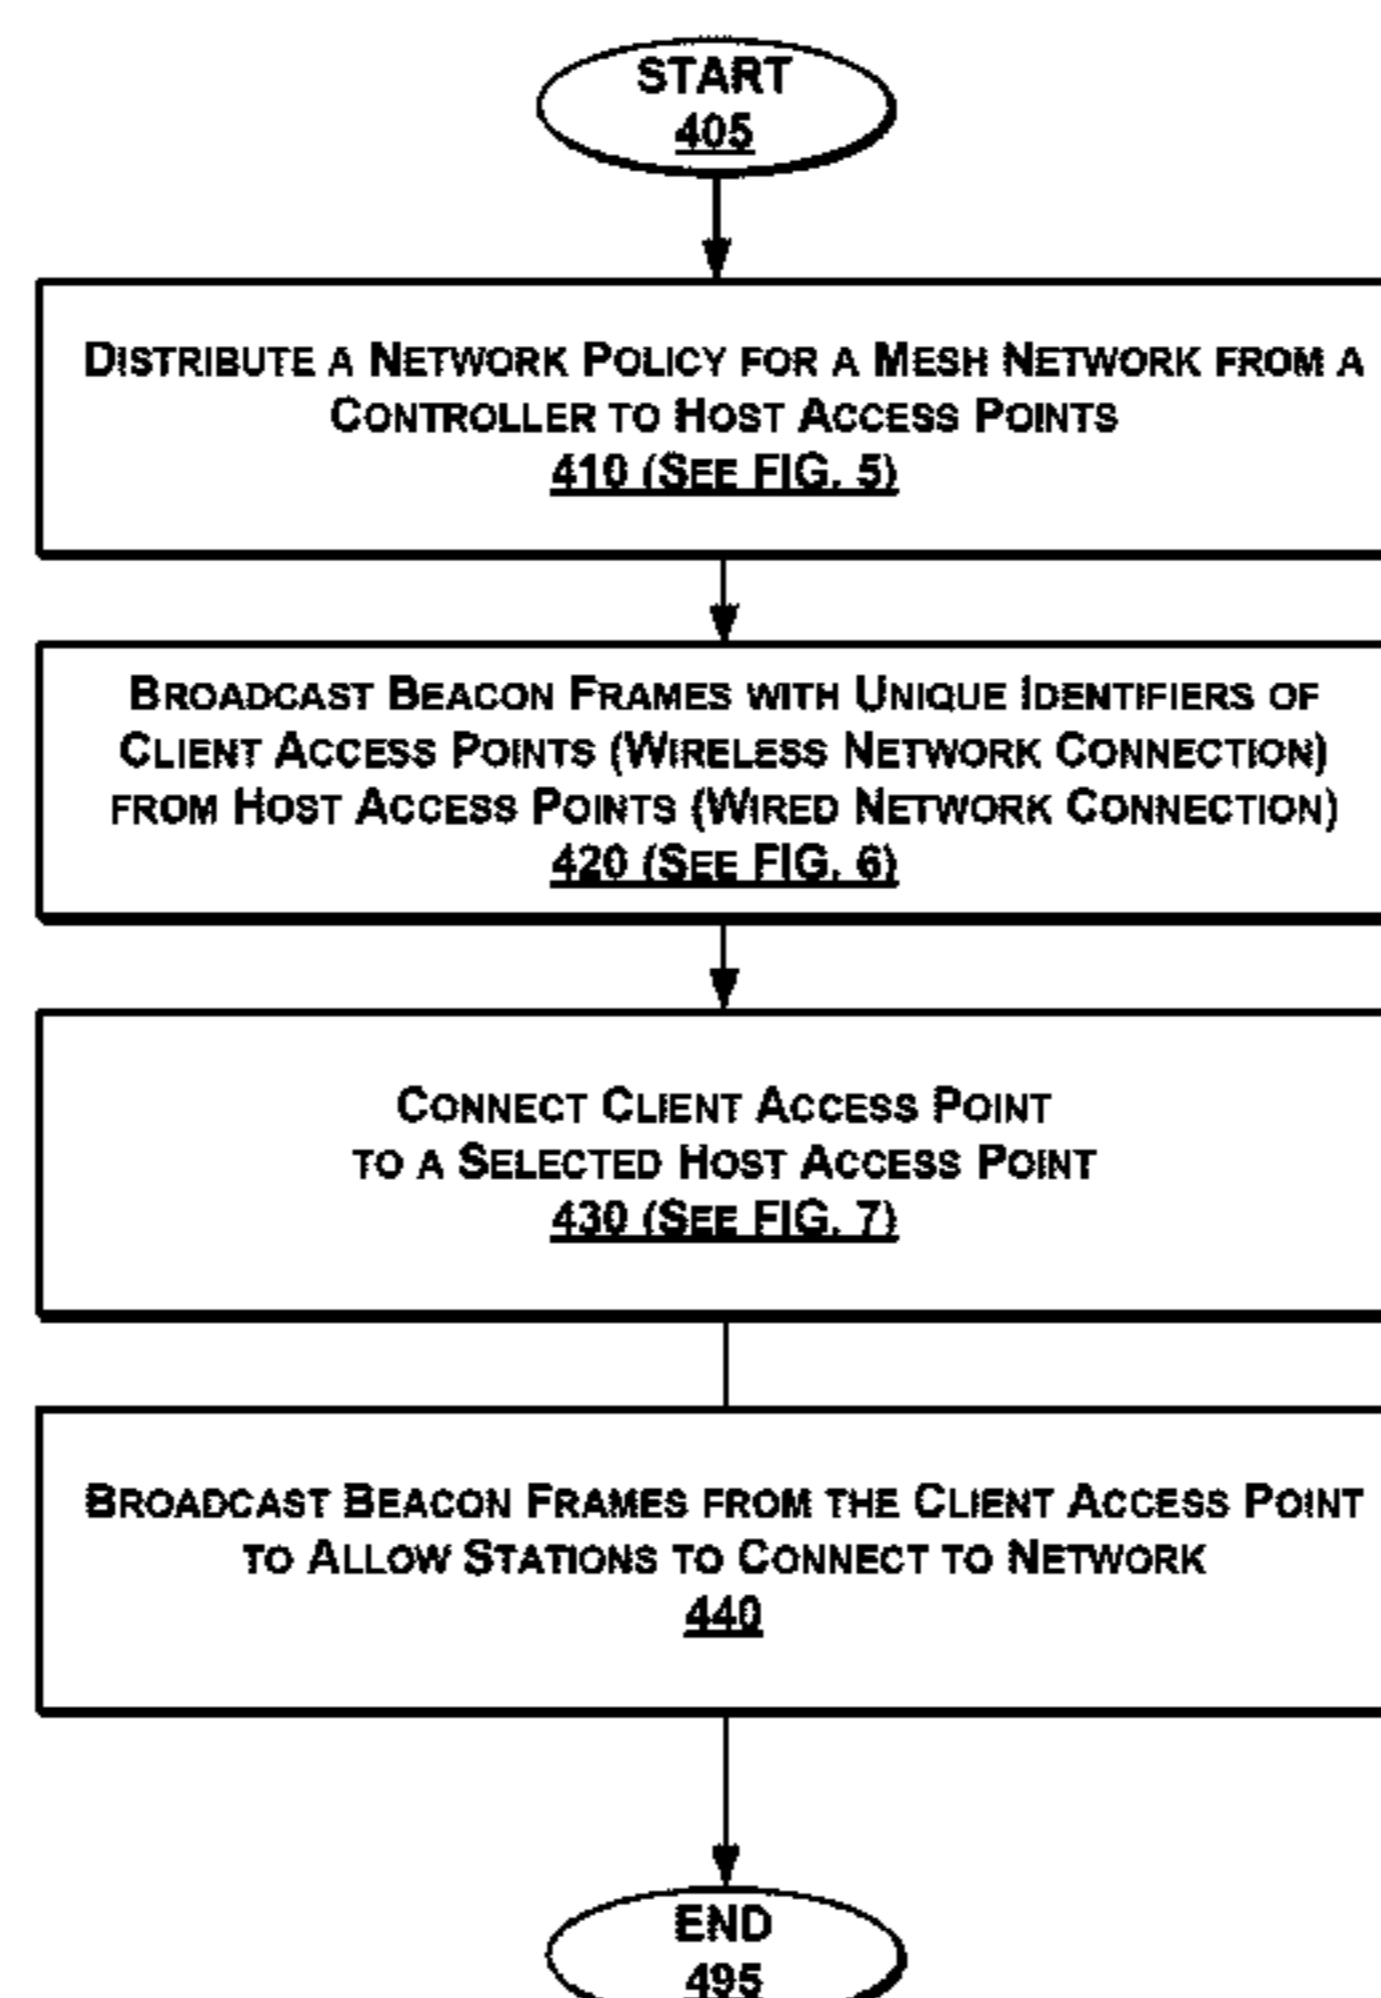 START
405
DISTRIBUTE A NETWORK POLICY FOR A MESH NETWORK FROM A
CONTROLLER TO HOST ACCESS POINTS
410 (SEE FIG. 5)
BROADCAST BEACON FRAMES WITH UNIQUE IDENTIFIERS OF
CLIENT ACCESS POINTS (WIRELESS NETWORK CONNECTION)
FROM HOST ACCESS POINTS (WIRED NETWORK CONNECTION)
420 (SEE FIG. 6)
CONNECT CLIENT ACCESS POINT
TO A SELECTED HOST ACCESS POINT
430 (SEE FIG. 7)
BROADCAST BEACON FRAMES FROM THE CLIENT ACCESS POINT
TO ALLOW STATIONS TO CONNECT TO NETWORK
440
END
495